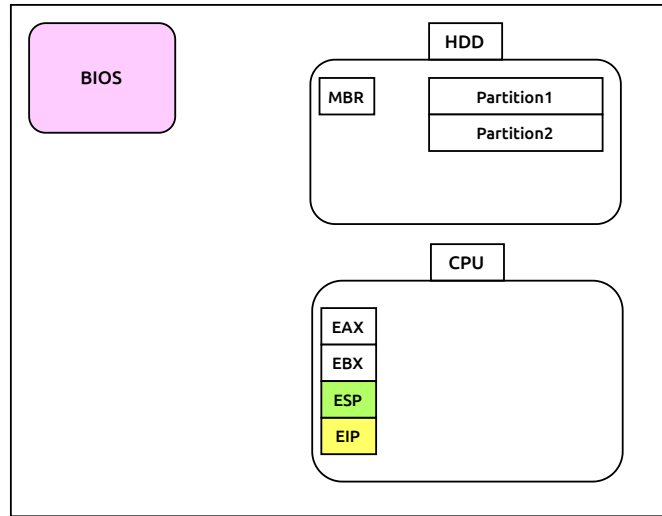 BIOS
HDD
MBR
Partition1
Partition2
CPU
EAX
EBX
ESP
EIP